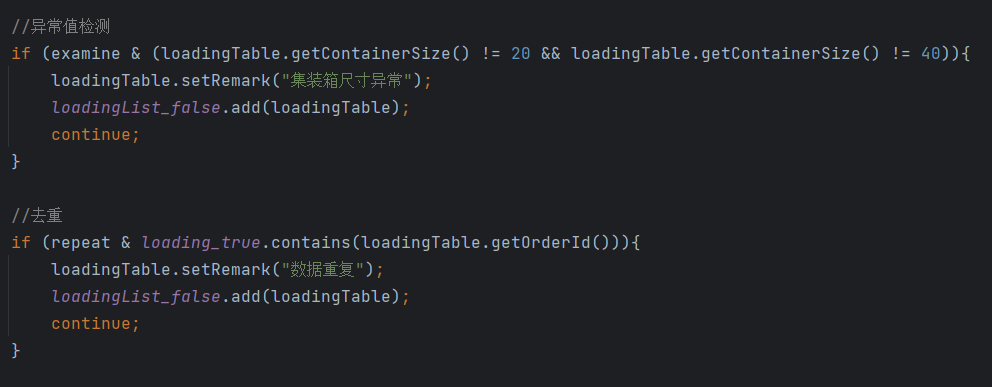 //异常值检测
if (examine & (loadingTable.getContainerSize() != 20 && loadingTable.getContainerSize() != 40)){
loadingTable.setRemark("集装箱尺寸异常");
loadingList_false.add(loadingTable);
continue;
}
//去重
if (repeat & loading_true.contains(loadingTable.getOrderId())){
loadingTable.setRemark("数据重复");
loadingList_false.add(loadingTable);
continue;
}